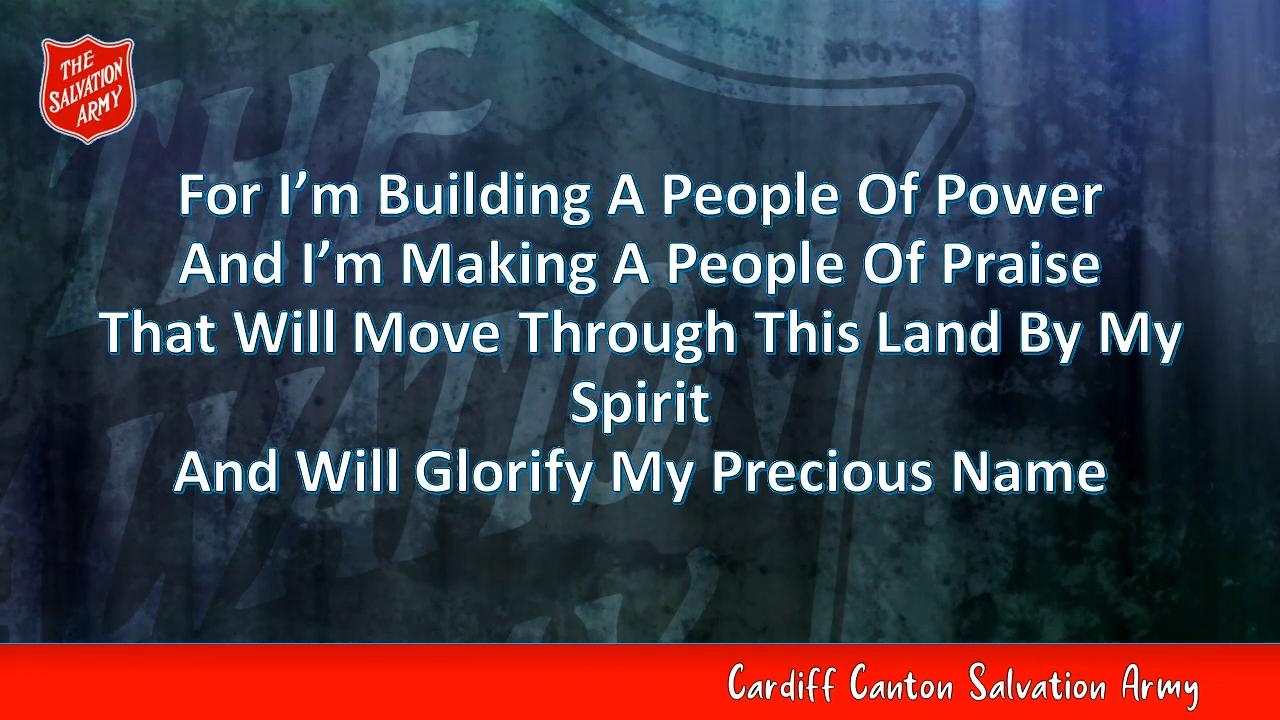 THE
SALVATION
ARMY
For I’m Building A People Of Power
And I’m Making A People Of Praise
That Will Move Through This Land By My
Spirit
And Will Glorify My Precious Name
Cardiff Canton Salvation Army